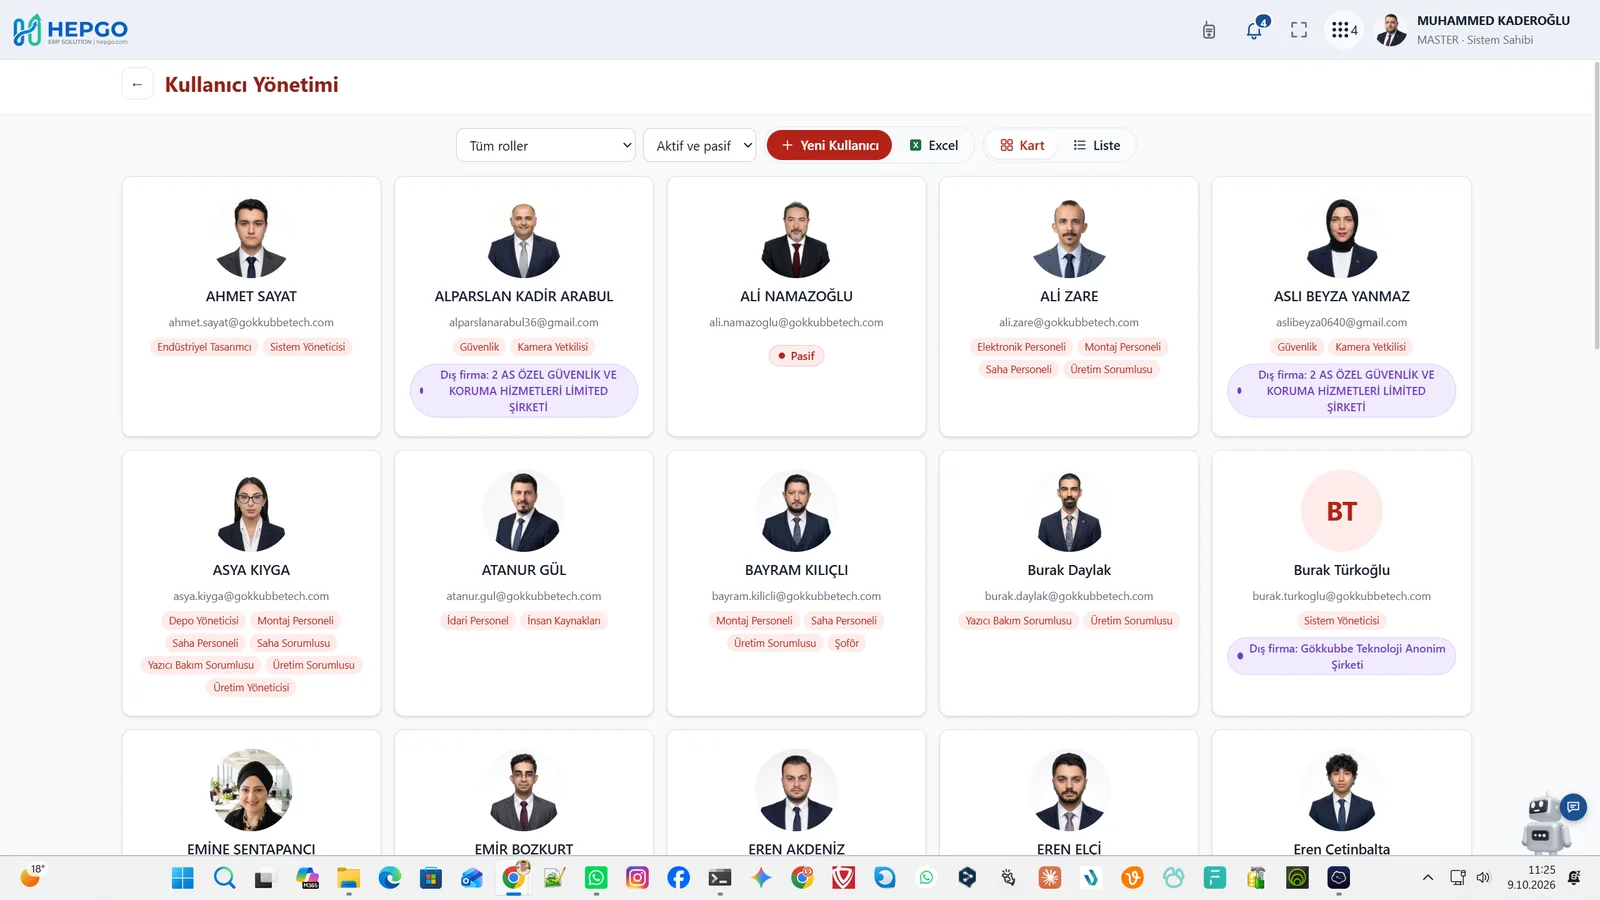 HEPGO
ERP SOLUTION | hepgo.com
4
4
MUHAMMED KADEROĞLU
MASTER · Sistem Sahibi
← Kullanıcı Yönetimi
Tüm roller
Aktif ve pasif
+ Yeni Kullanıcı
Excel
Kart
Liste
AHMET SAYAT
ahmet.sayat@gokkubbetech.com
Endüstriyel Tasarımcı Sistem Yöneticisi
ALPARSLAN KADİR ARABUL
alparslanarabul36@gmail.com
Güvenlik Kamera Yetkilisi
Dış firma: 2 AS ÖZEL GÜVENLİK VE
KORUMA HİZMETLERİ LİMİTED
ŞİRKETİ
ALİ NAMAZOĞLU
ali.namazoglu@gokkubbetech.com
Pasif
ALİ ZARE
ali.zare@gokkubbetech.com
Elektronik Personeli Montaj Personeli
Saha Personeli Üretim Sorumlusu
ASLI BEYZA YANMAZ
aslibeyza0640@gmail.com
Güvenlik Kamera Yetkilisi
Dış firma: 2 AS ÖZEL GÜVENLİK VE
KORUMA HİZMETLERİ LİMİTED
ŞİRKETİ
ASYA KIYGA
asya.kiyga@gokkubbetech.com
Depo Yöneticisi Montaj Personeli
Saha Personeli Saha Sorumlusu
Yazıcı Bakım Sorumlusu Üretim Sorumlusu
Üretim Yöneticisi
ATANUR GÜL
atanur.gul@gokkubbetech.com
İdari Personel İnsan Kaynakları
BAYRAM KILIÇLI
bayram.kilicli@gokkubbetech.com
Montaj Personeli Saha Personeli
Üretim Sorumlusu Şoför
Burak Daylak
burak.daylak@gokkubbetech.com
Yazıcı Bakım Sorumlusu Üretim Sorumlusu
BT
Burak Türkoğlu
burak.turkoglu@gokkubbetech.com
Sistem Yöneticisi
Dış firma: Gökkubbe Teknoloji Anonim
Şirketi
EMİNE SENTAPANCI
EMİR BOZKURT
EREN AKDENİZ
EREN ELÇİ
Eren Cetinbalta
18°
M365
11:25
9.10.2026